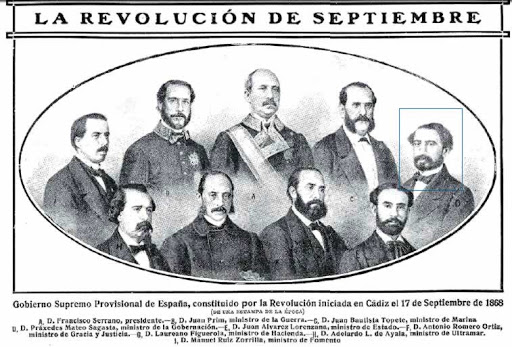 LA REVOLUCIÓN DE SEPTIEMBRE
Gobierno Supremo Provisional de España, constituido por la Revolución iniciada en Cádiz el 17 de Septiembre de 1868
(DE UNA ESTAMPA DE LA ÉPOCA)
A, D. Francisco Serrano, presidente.—B, D. Juan Prim, ministro de la Guerra.—C, D. Juan Bautista Topete, ministro de Marina
D, D. Práxedes Mateo Sagasta, ministro de la Gobernación.—E, D. Juan Alvarez Lorenzana, ministro de Estado.—F, D. Antonio Romero Ortiz,
ministro de Gracia y Justicia.—G, D. Laureano Figuerola, ministro de Hacienda.—H, D. Adelardo L. de Ayala, ministro de Ultramar.
I, D. Manuel Ruiz Zorrilla, ministro de Fomento